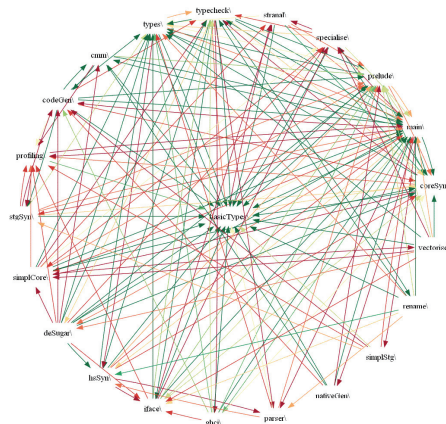 typecheck\
types\
stranal\
specialise\
cmm\
prelude\
codeGen\
main\
profiling\
coreSyn\
stgSyn\
basicTypes\
vectorise\
simplCore\
rename\
deSugar\
simplStg\
hsSyn\
nativeGen\
iface\
parser\
ghci\